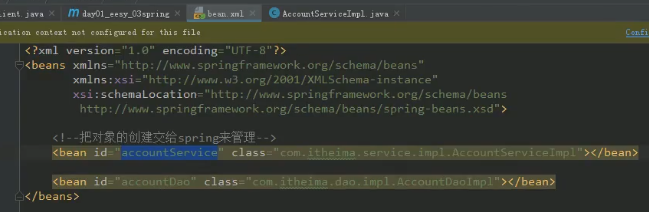 lient.java × day01_eesy_03spring × bean.xml × AccountServiceImpl.java ×
ication context not configured for this file
<?xml version="1.0" encoding="UTF-8"?>
<beans xmlns="http://www.springframework.org/schema/beans"
xmlns:xsi="http://www.w3.org/2001/XMLSchema-instance"
xsi:schemaLocation="http://www.springframework.org/schema/beans
http://www.springframework.org/schema/beans/spring-beans.xsd">
<!--把对象的创建交给spring来管理-->
<bean id="accountService" class="com.itheima.service.impl.AccountServiceImpl"></bean>
<bean id="accountDao" class="com.itheima.dao.impl.AccountDaoImpl"></bean>
</beans>